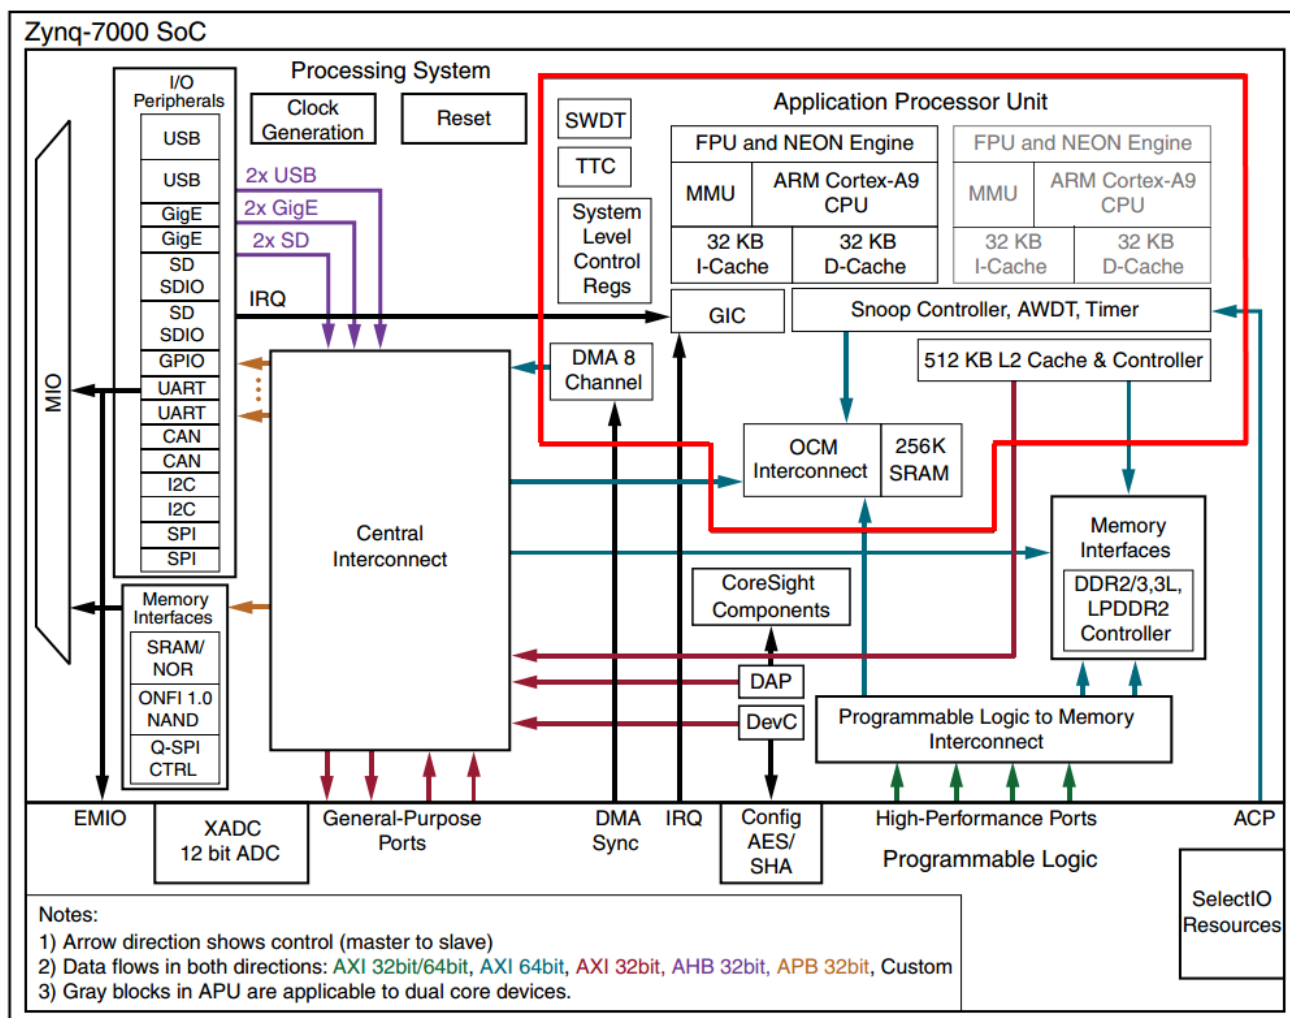 Zynq-7000 SoC
Processing System
I/O
Peripherals
USB
USB
GigE
GigE
SD
SDIO
SD
SDIO
GPIO
UART
UART
CAN
CAN
I2C
I2C
SPI
SPI
MIO
Clock
Generation
Reset
2x USB
2x GigE
2x SD
IRQ
Application Processor Unit
SWDT
TTC
System
Level
Control
Regs
FPU and NEON Engine
MMU
ARM Cortex-A9
CPU
32 KB
I-Cache
32 KB
D-Cache
FPU and NEON Engine
MMU
ARM Cortex-A9
CPU
32 KB
I-Cache
32 KB
D-Cache
GIC
Snoop Controller, AWDT, Timer
DMA 8
Channel
512 KB L2 Cache & Controller
OCM
Interconnect
256K
SRAM
Central
Interconnect
Memory
Interfaces
DDR2/3,3L,
LPDDR2
Controller
CoreSight
Components
DAP
DevC
Programmable Logic to Memory
Interconnect
Memory
Interfaces
SRAM/
NOR
ONFI 1.0
NAND
Q-SPI
CTRL
EMIO
XADC
12 bit ADC
General-Purpose
Ports
DMA
Sync
IRQ
Config
AES/
SHA
High-Performance Ports
ACP
Programmable Logic
SelectIO
Resources
Notes:
1) Arrow direction shows control (master to slave)
2) Data flows in both directions: AXI 32bit/64bit, AXI 64bit, AXI 32bit, AHB 32bit, APB 32bit, Custom
3) Gray blocks in APU are applicable to dual core devices.